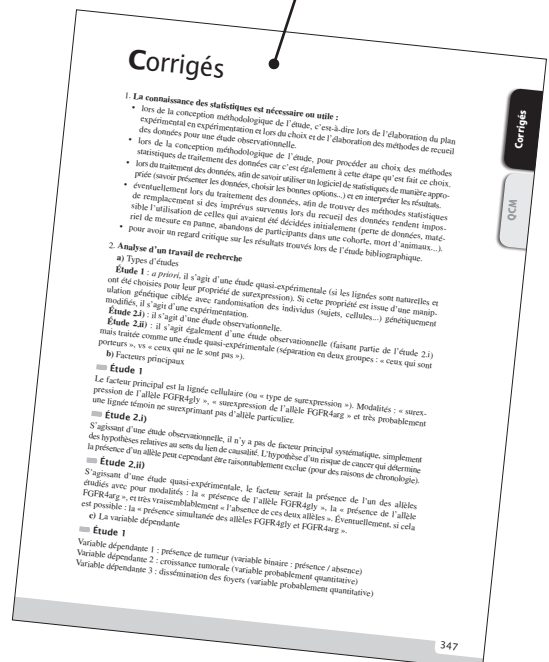 Corrigés
1. La connaissance des statistiques est nécessaire ou utile :
• lors de la conception méthodologique de l'étude, c'est-à-dire lors de l'élaboration du plan
expérimental en expérimentation et lors du choix et de l'élaboration des méthodes de recueil
des données pour une étude observationnelle.
• lors de la conception méthodologique de l'étude, pour procéder au choix des méthodes
statistiques de traitement des données car c'est également à cette étape qu'est fait ce choix.
• lors du traitement des données, afin de savoir utiliser un logiciel de statistiques de manière appro-
priée (savoir présenter les données, choisir les bonnes options...) et en interpréter les résultats.
• éventuellement lors du traitement des données, afin de trouver des méthodes statistiques
de remplacement si des imprévus survenus lors du recueil des données rendent impos-
sible l'utilisation de celles qui avaient été décidées initialement (perte de données, maté-
riel de mesure en panne, abandons de participants dans une cohorte, mort d'animaux...).
• pour avoir un regard critique sur les résultats trouvés lors de l'étude bibliographique.
2. Analyse d'un travail de recherche
a) Types d'études
Étude 1 : a priori, il s'agit d'une étude quasi-expérimentale (si les lignées sont naturelles et
ont été choisies pour leur propriété de surexpression). Si cette propriété est issue d'une manip-
ulation génétique ciblée avec randomisation des individus (sujets, cellules...) génétiquement
modifiés, il s'agit d'une expérimentation.
Étude 2.i) : il s'agit d'une étude observationnelle.
Étude 2.ii) : il s'agit également d'une étude observationnelle (faisant partie de l'étude 2.i)
mais traitée comme une étude quasi-expérimentale (séparation en deux groupes : « ceux qui sont
porteurs », vs « ceux qui ne le sont pas »).
b) Facteurs principaux
Étude 1
Le facteur principal est la lignée cellulaire (ou « type de surexpression »). Modalités : « surex-
pression de l'allèle FGFR4gly », « surexpression de l'allèle FGFR4arg » et très probablement
une lignée témoin ne surexprimant pas d'allèle particulier.
Étude 2.i)
S'agissant d'une étude observationnelle, il n'y a pas de facteur principal systématique, simplement
des hypothèses relatives au sens du lien de causalité. L'hypothèse d'un risque de cancer qui détermine
la présence d'un allèle peut cependant être raisonnablement exclue (pour des raisons de chronologie).
Étude 2.ii)
S'agissant d'une étude quasi-expérimentale, le facteur serait la présence de l'un des allèles
étudiés avec pour modalités : la « présence de l'allèle FGFR4gly », la « présence de l'allèle
FGFR4arg », et très vraisemblablement « l'absence de ces deux allèles ». Éventuellement, si cela
est possible : la « présence simultanée des allèles FGFR4gly et FGFR4arg ».
c) La variable dépendante
Étude 1
Variable dépendante 1 : présence de tumeur (variable binaire : présence / absence)
Variable dépendante 2 : croissance tumorale (variable probablement quantitative)
Variable dépendante 3 : dissémination des foyers (variable probablement quantitative)
347
Corrigés
QCM